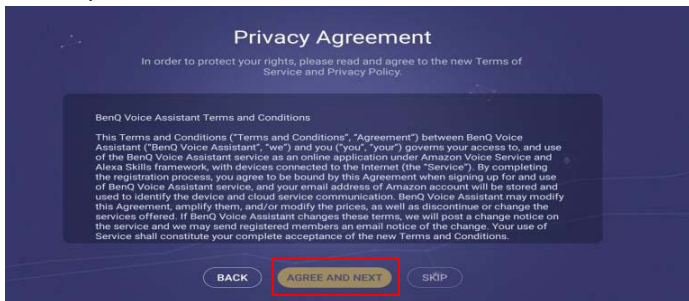 Privacy Agreement
In order to protect your rights, please read and agree to the new Terms of
Service and Privacy Policy.
BenQ Voice Assistant Terms and Conditions
This Terms and Conditions ("Terms and Conditions", "Agreement") between BenQ Voice
Assistant ("BenQ Voice Assistant", "we") and you ("you", "your") governs your access to, and use
of the BenQ Voice Assistant service as an online application under Amazon Voice Service and
Alexa Skills framework, with devices connected to the Internet (the "Service"). By completing
the registration process, you agree to be bound by this Agreement when signing up for and use
of BenQ Voice Assistant service, and your email address of Amazon account will be stored and
used to identify the device and cloud service communication. BenQ Voice Assistant may modify
this Agreement, amplify them, and/or modify the prices, as well as discontinue or change the
services offered. If BenQ Voice Assistant changes these terms, we will post a change notice on
the service and we may send registered members an email notice of the change. Your use of
Service shall constitute your complete acceptance of the new Terms and Conditions.
BACK AGREE AND NEXT SKIP